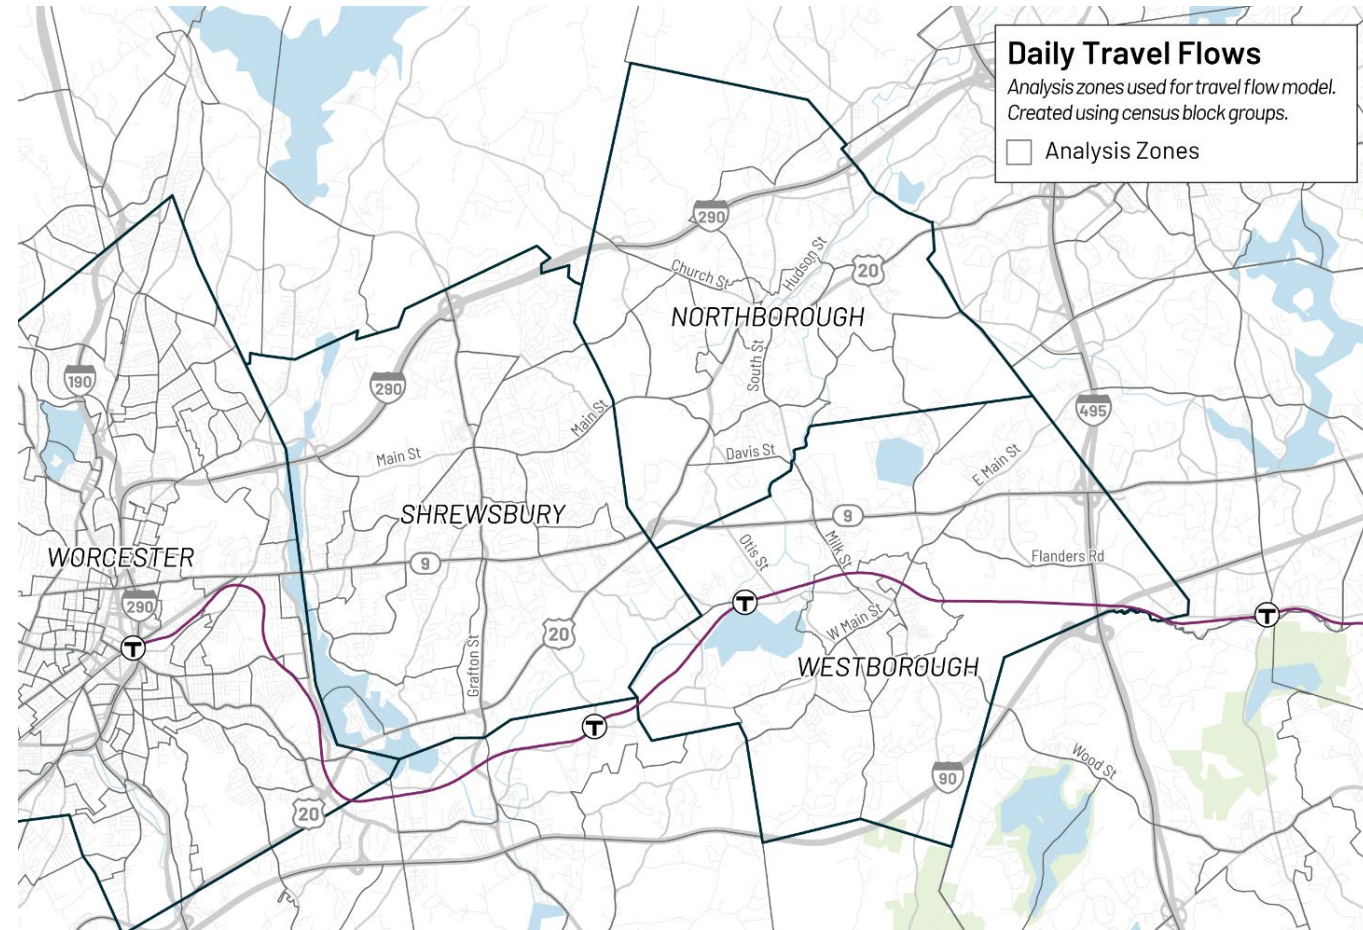 Daily Travel Flows
Analysis zones used for travel flow model.
Created using census block groups.
Analysis Zones
290
Church St
Hudson St
20
NORTHBOROUGH
South St
190
290
495
Main St
Main St
Davis St
E Main St
SHREWSBURY
9
WORCESTER
9
Otis St
Milk St
Flanders Rd
290
T
T
T
20
W Main St
Grafton St
WESTBOROUGH
T
Wood St
90
20